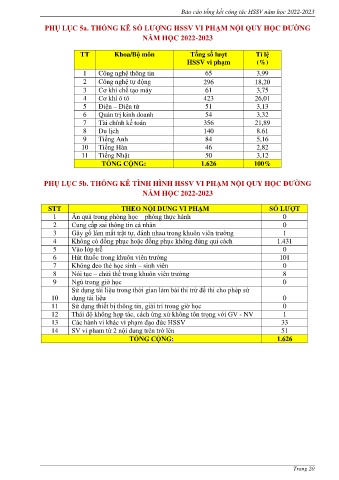 Báo cáo tổng kết công tác HSSV năm học 2022-2023
PHỤ LỤC 5a. THỐNG KÊ SỐ LƯỢNG HSSV VI PHẠM NỘI QUY HỌC ĐƯỜNG
NĂM HỌC 2022-2023
TT Khoa/Bộ môn Tổng số lượt HSSV vi phạm Tỉ lệ (%)
1 Công nghệ thông tin 65 3,99
2 Công nghệ tự động 296 18,20
3 Cơ khí chế tạo máy 61 3,75
4 Cơ khí ô tô 423 26,01
5 Điện – Điện tử 51 3,13
6 Quản trị kinh doanh 54 3,32
7 Tài chính kế toán 356 21,89
8 Du lịch 140 8.61
9 Tiếng Anh 84 5,16
10 Tiếng Hàn 46 2,82
11 Tiếng Nhật 50 3,12
TỔNG CỘNG: 1.626 100%
PHỤ LỤC 5b. THỐNG KÊ TÌNH HÌNH HSSV VI PHẠM NỘI QUY HỌC ĐƯỜNG
NĂM HỌC 2022-2023
STT THEO NỘI DUNG VI PHẠM SỐ LƯỢT
1 Ăn quà trong phòng học phòng thực hành 0
2 Cung cấp sai thông tin cá nhân 0
3 Gây gổ làm mất trật tự, đánh nhau trong khuôn viên trường 1
4 Không có đồng phục hoặc đồng phục không đúng qui cách 1.431
5 Vào lớp trễ 0
6 Hút thuốc trong khuôn viên trường 101
7 Không đeo thẻ học sinh – sinh viên 0
8 Nói tục – chửi thề trong khuôn viên trường 8
9 Ngủ trong giờ học 0
10 Sử dụng tài liệu trong thời gian làm bài thi trừ đề thi cho phép sử
dụng tài liệu 0
11 Sử dụng thiết bị thông tin, giải trí trong giờ học 0
12 Thái độ không hợp tác, cách ứng xử không tôn trọng với GV - NV 1
13 Các hành vi khác vi phạm đạo đức HSSV 33
14 SV vi phạm từ 2 nội dung trên trở lên 51
TỔNG CỘNG: 1.626
Trang 20